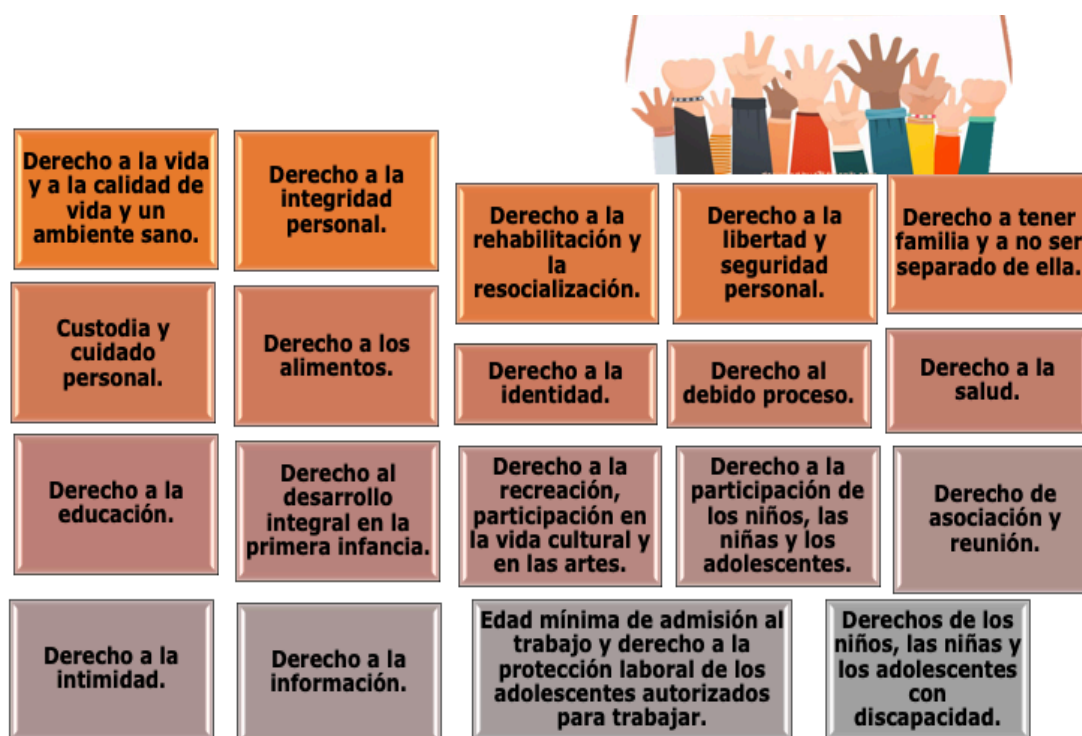 Derecho a la vida
y a la calidad de
vida y un
ambiente sano.
Derecho a la
integridad
personal.
Derecho a la
rehabilitación y
la
resocialización.
Derecho a la
libertad y
seguridad
personal.
Derecho a tener
familia y a no ser
separado de ella.
Custodia y
cuidado
personal.
Derecho a los
alimentos.
Derecho a la
identidad.
Derecho al
debido proceso.
Derecho a la
salud.
Derecho a la
educación.
Derecho al
desarrollo
integral en la
primera infancia.
Derecho a la
recreación,
participación en
la vida cultural y
en las artes.
Derecho a la
participación de
los niños, las
niñas y los
adolescentes.
Derecho de
asociación y
reunión.
Derecho a la
intimidad.
Derecho a la
información.
Edad mínima de admisión al
trabajo y derecho a la
protección laboral de los
adolescentes autorizados
para trabajar.
Derechos de los
niños, las niñas y
los adolescentes
con
discapacidad.